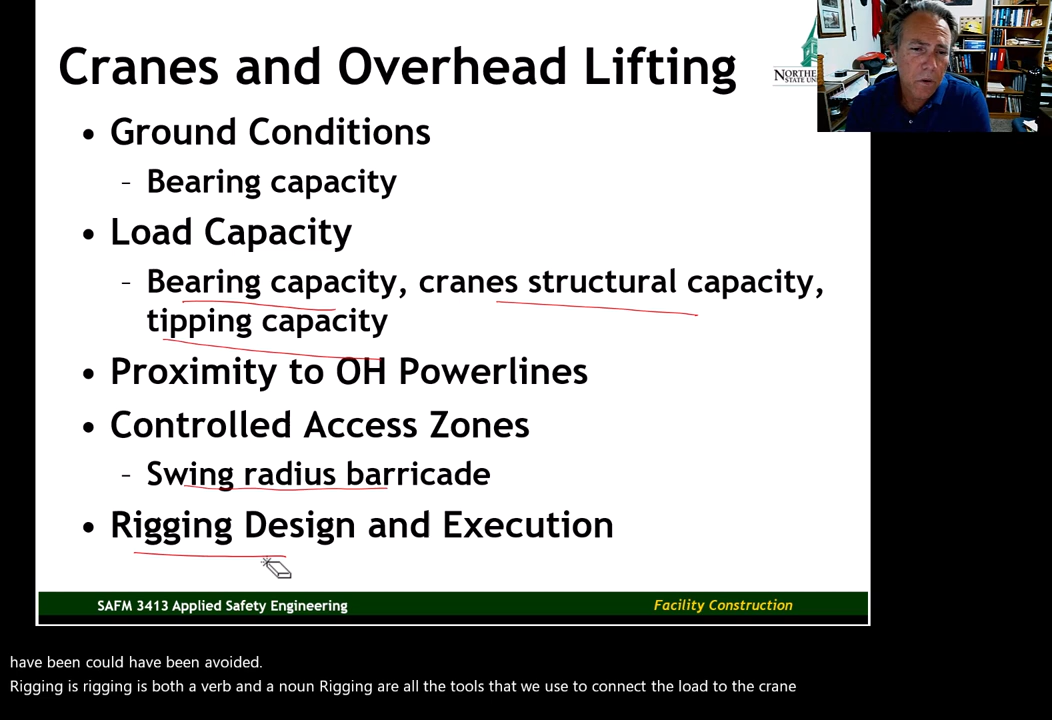 Cranes and Overhead Lifting
NORTHE
STATE UN
• Ground Conditions
– Bearing capacity
• Load Capacity
– Bearing capacity, cranes structural capacity,
tipping capacity
• Proximity to OH Powerlines
• Controlled Access Zones
– Swing radius barricade
• Rigging Design and Execution
SAFM 3413 Applied Safety Engineering
Facility Construction
have been could have been avoided.
Rigging is rigging is both a verb and a noun Rigging are all the tools that we use to connect the load to the crane